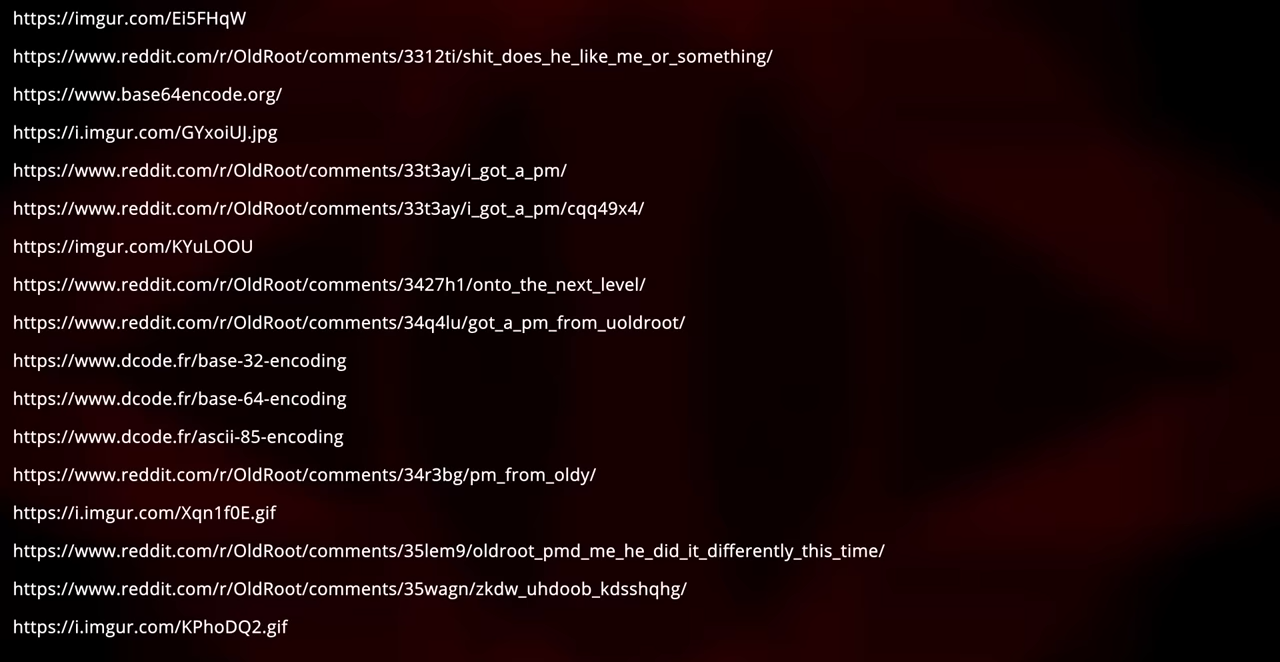 https://imgur.com/Ei5FHqW
https://www.reddit.com/r/OldRoot/comments/3312ti/shit_does_he_like_me_or_something/
https://www.base64encode.org/
https://i.imgur.com/GYxoiUJ.jpg
https://www.reddit.com/r/OldRoot/comments/33t3ay/i_got_a_pm/
https://www.reddit.com/r/OldRoot/comments/33t3ay/i_got_a_pm/cqq49x4/
https://imgur.com/KYuLOOU
https://www.reddit.com/r/OldRoot/comments/3427h1/onto_the_next_level/
https://www.reddit.com/r/OldRoot/comments/34q4lu/got_a_pm_from_uoldroot/
https://www.dcode.fr/base-32-encoding
https://www.dcode.fr/base-64-encoding
https://www.dcode.fr/ascii-85-encoding
https://www.reddit.com/r/OldRoot/comments/34r3bg/pm_from_oldy/
https://i.imgur.com/Xqn1f0E.gif
https://www.reddit.com/r/OldRoot/comments/35lem9/oldroot_pmd_me_he_did_it_differently_this_time/
https://www.reddit.com/r/OldRoot/comments/35wagn/zkdw_uhdoob_kdsshqhg/
https://i.imgur.com/KPhoDQ2.gif